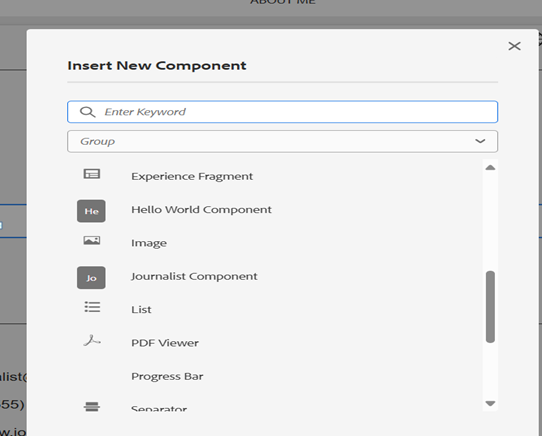 ABOUT ME
Insert New Component
Enter Keyword
Group
Experience Fragment
He Hello World Component
Image
Jo Journalist Component
List
PDF Viewer
Progress Bar
Separator